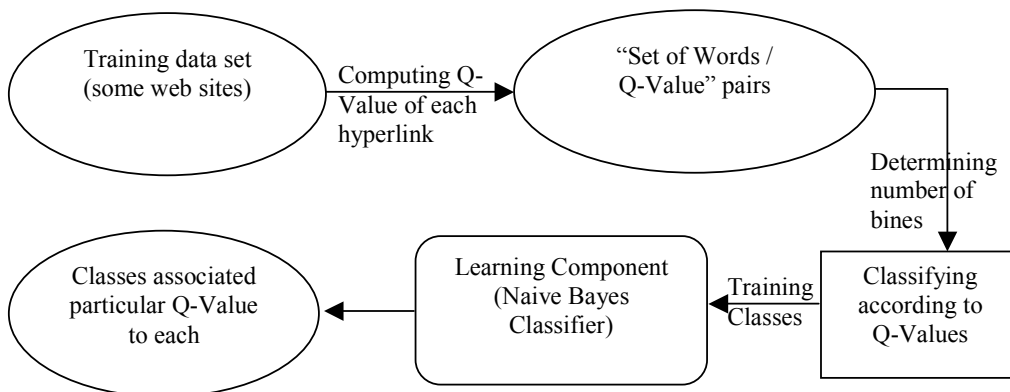 Training data set
(some web sites)
Computing Q-
Value of each
hyperlink
“Set of Words /
Q-Value” pairs
Determining
number of
bines
Classifying
according to
Q-Values
Training
Classes
Learning Component
(Naive Bayes
Classifier)
Classes associated
particular Q-Value
to each